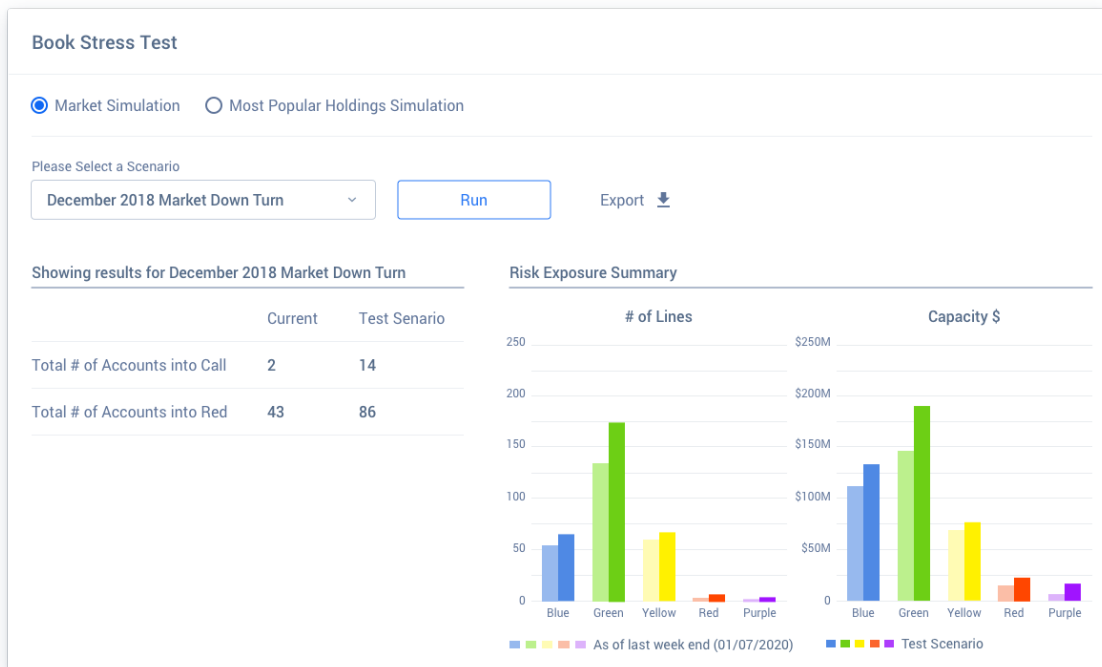 Book Stress Test
Market Simulation Most Popular Holdings Simulation
Please Select a Scenario
December 2018 Market Down Turn Run Export
Showing results for December 2018 Market Down Turn
Current Test Senario
Total # of Accounts into Call 2 14
Total # of Accounts into Red 43 86
Risk Exposure Summary
# of Lines
250
200
150
100
50
0
Blue Green Yellow Red Purple
Capacity $
$250M
$200M
$150M
$100M
$50M
0
Blue Green Yellow Red Purple
As of last week end (01/07/2020) Test Scenario